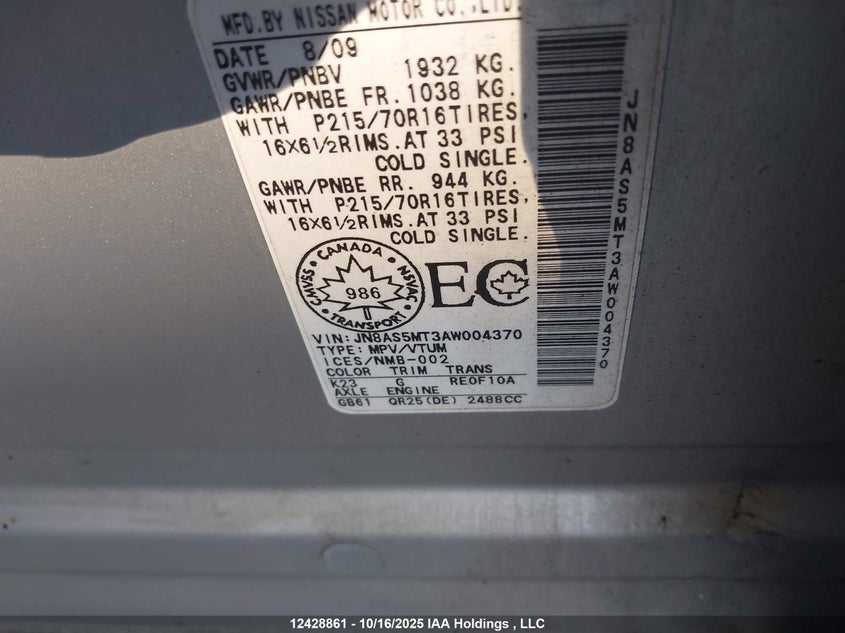 MFD.BY NISSAN MOTOR CO.,LTD.
DATE 8/09
GVWR/PNBV 1932 KG.
GAWR/PNBE FR. 1038 KG.
WITH P215/70R16TIRES,
16X6½RIMS.AT 33 PSI
COLD SINGLE.
GAWR/PNBE RR. 944 KG.
WITH P215/70R16TIRES,
16X6½RIMS.AT 33 PSI
COLD SINGLE.
CANADA
CMVSS
NSVAC
986
TRANSPORT
EC
VIN:JN8AS5MT3AW004370
TYPE:MPV/VTUM
ICES/NMB-002
COLOR TRIM TRANS
K23 G RE0F10A
AXLE ENGINE
GB61 QR25(DE) 2488CC
JN8AS5MT3AW004370
12428861 - 10/16/2025 IAA Holdings , LLC